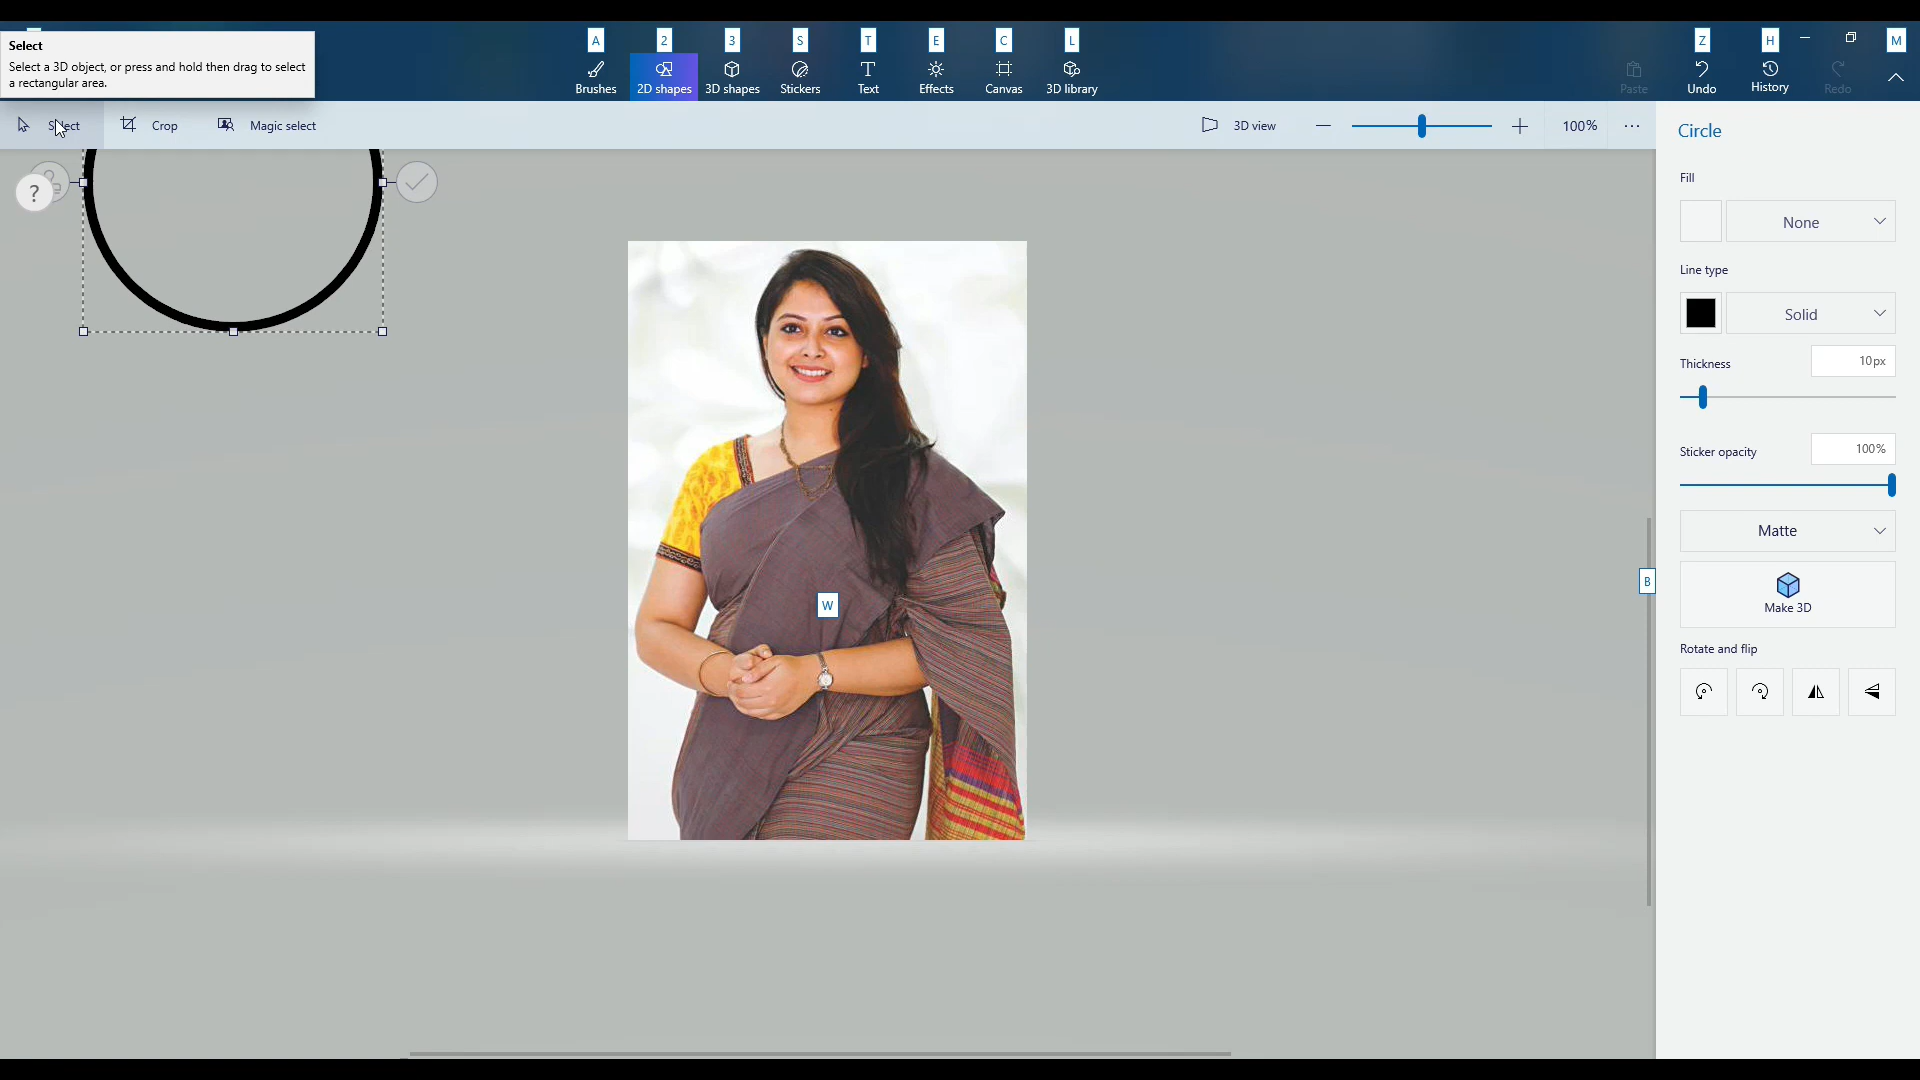 Select
Select a 3D object, or press and hold then drag to select
a rectangular area.
A
2
3
S
T
E
C
L
Z
H
M
Brushes
2D shapes
3D shapes
Stickers
Text
Effects
Canvas
3D library
Paste
Undo
History
Redo
Select
Crop
Magic select
3D view
100%
?
Circle
Fill
None
Line type
Solid
Thickness
10px
Sticker opacity
100%
Matte
B
Make 3D
W
Rotate and flip